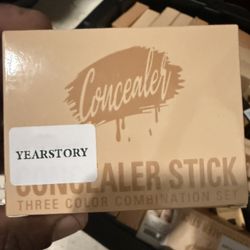 Concealer
YEARSTORY
CONCEALER STICK
THREE COLOR COMBINATION SET